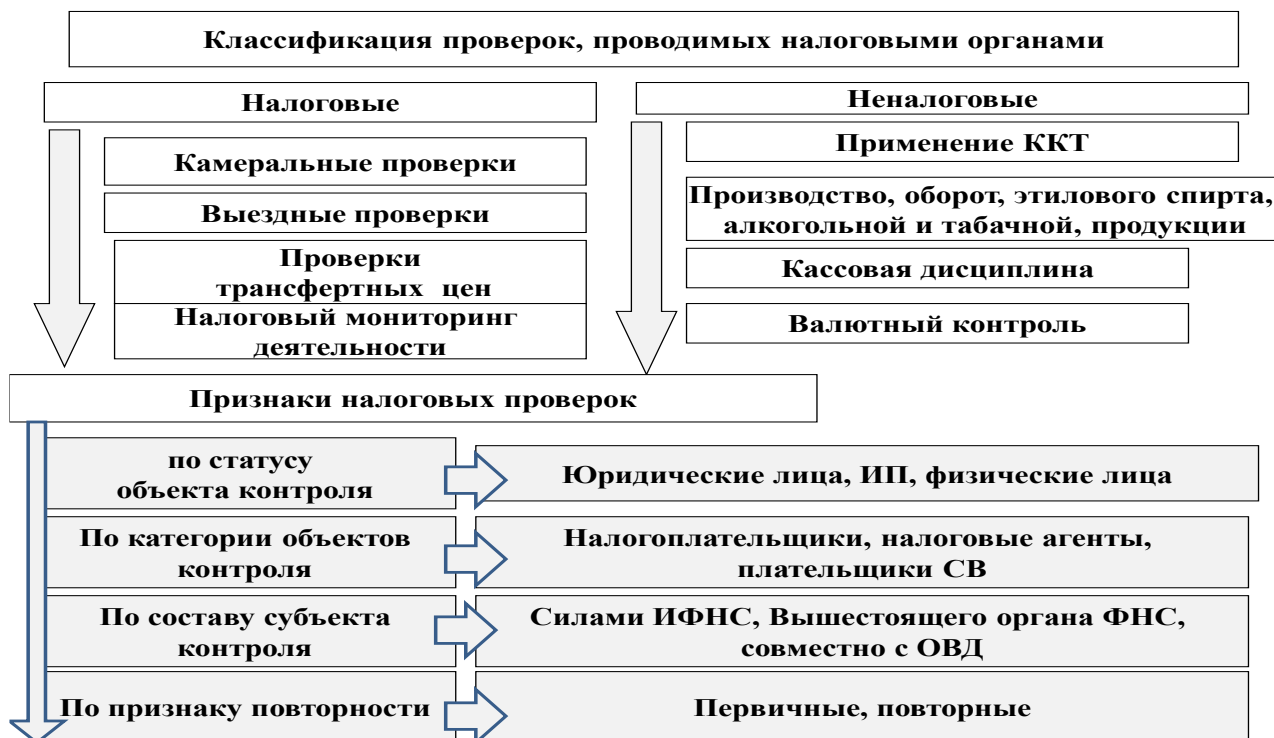 Классификация проверок, проводимых налоговыми органами
Налоговые
Камеральные проверки
Выездные проверки
Проверки
трансфертных цен
Налоговый мониторинг
деятельности
Неналоговые
Применение ККТ
Производство, оборот, этилового спирта,
алкогольной и табачной, продукции
Кассовая дисциплина
Валютный контроль
Признаки налоговых проверок
по статусу
объекта контроля
Юридические лица, ИП, физические лица
По категории объектов
контроля
Налогоплательщики, налоговые агенты,
плательщики СВ
По составу субъекта
контроля
Силами ИФНС, Вышестоящего органа ФНС,
совместно с ОВД
По признаку повторности
Первичные, повторные